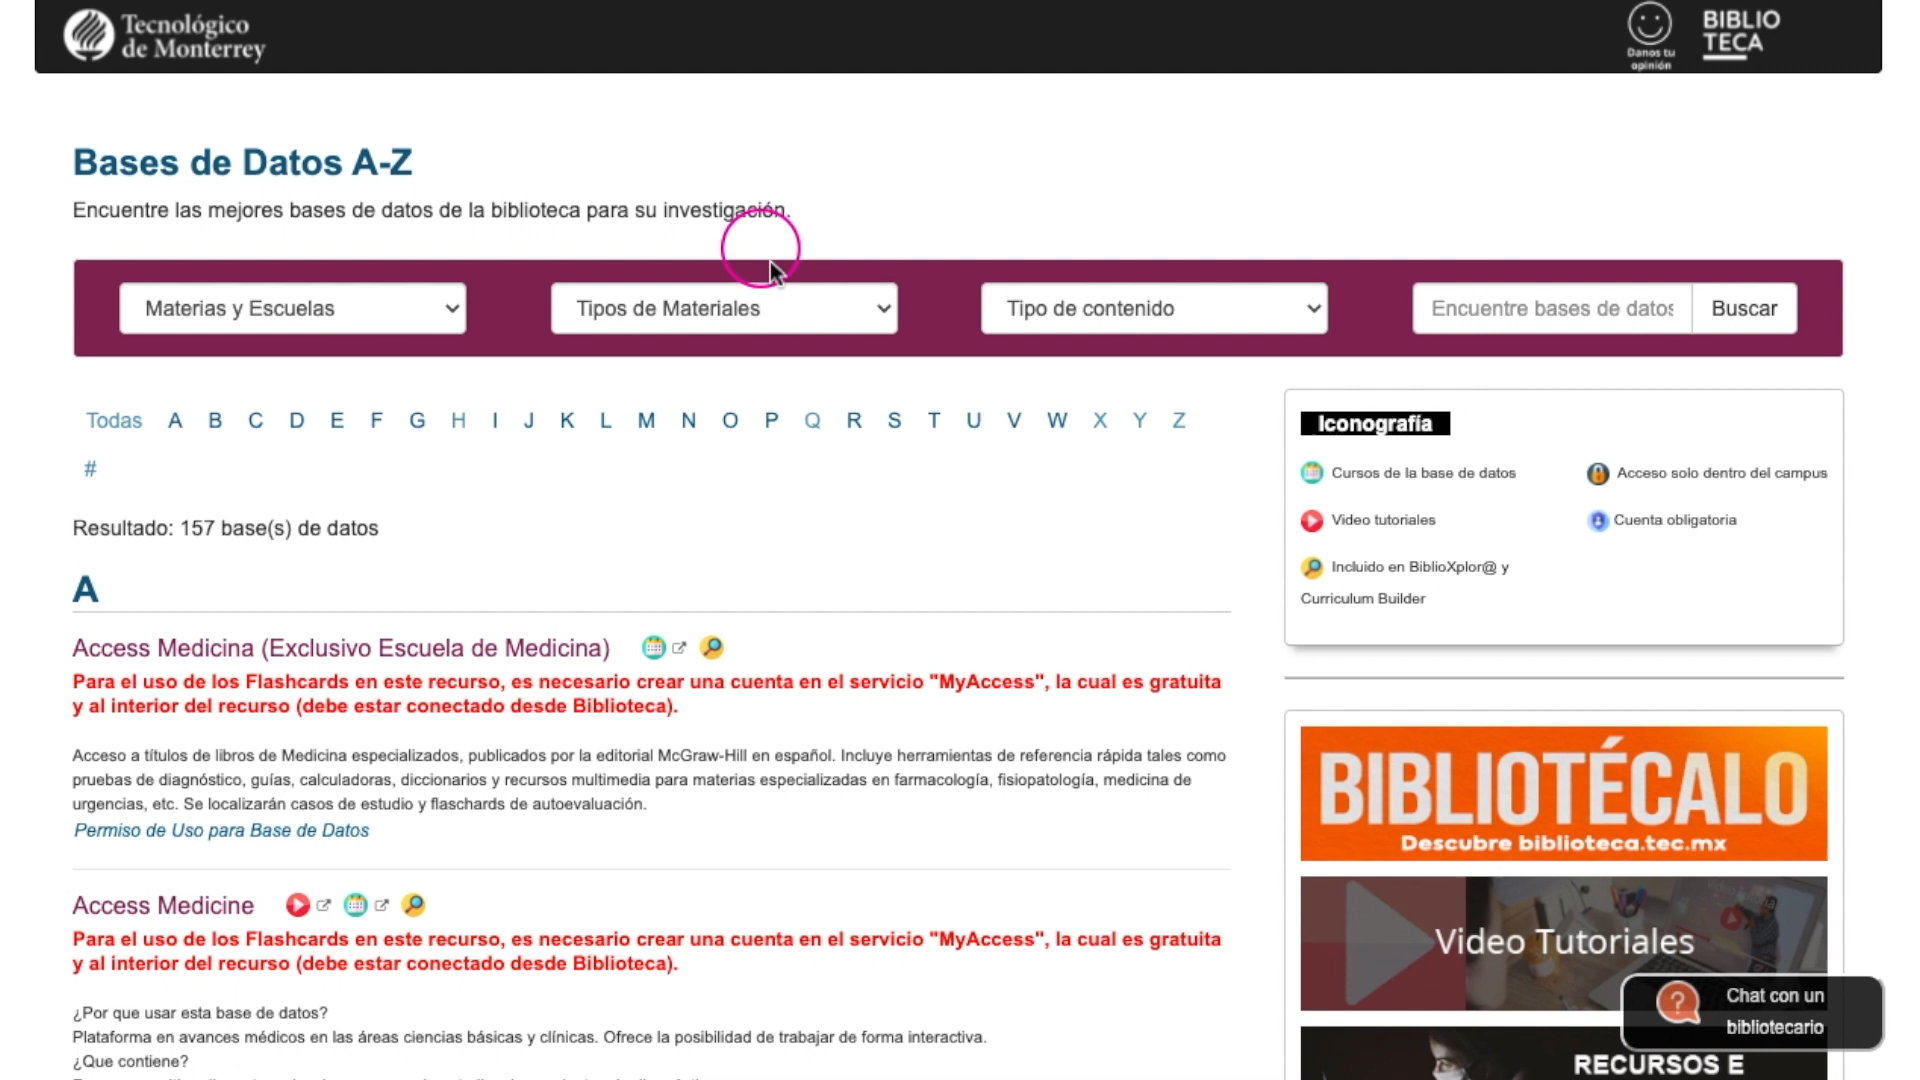 Tecnológico
de Monterrey
Danos tu
opinión
BIBLIO
TECA
Bases de Datos A-Z
Encuentre las mejores bases de datos de la biblioteca para su investigación.
Materias y Escuelas
Tipos de Materiales
Tipo de contenido
Encuentre bases de datos
Buscar
Todas A B C D E F G H I J K L M N O P Q R S T U V W X Y Z
#
Resultado: 157 base(s) de datos
A
Access Medicina (Exclusivo Escuela de Medicina)
Para el uso de los Flashcards en este recurso, es necesario crear una cuenta en el servicio "MyAccess", la cual es gratuita
y al interior del recurso (debe estar conectado desde Biblioteca).
Acceso a títulos de libros de Medicina especializados, publicados por la editorial McGraw-Hill en español. Incluye herramientas de referencia rápida tales como
pruebas de diagnóstico, guías, calculadoras, diccionarios y recursos multimedia para materias especializadas en farmacología, fisiopatología, medicina de
urgencias, etc. Se localizarán casos de estudio y flaschards de autoevaluación.
Permiso de Uso para Base de Datos
Access Medicine
Para el uso de los Flashcards en este recurso, es necesario crear una cuenta en el servicio "MyAccess", la cual es gratuita
y al interior del recurso (debe estar conectado desde Biblioteca).
¿Por que usar esta base de datos?
Plataforma en avances médicos en las áreas ciencias básicas y clínicas. Ofrece la posibilidad de trabajar de forma interactiva.
¿Que contiene?
Iconografía
Cursos de la base de datos
Acceso solo dentro del campus
Video tutoriales
Cuenta obligatoria
Incluido en BiblioXplor@ y
Curriculum Builder
BIBLIOTÉCALO
Descubre biblioteca.tec.mx
Video Tutoriales
Chat con un
bibliotecario
RECURSOS E